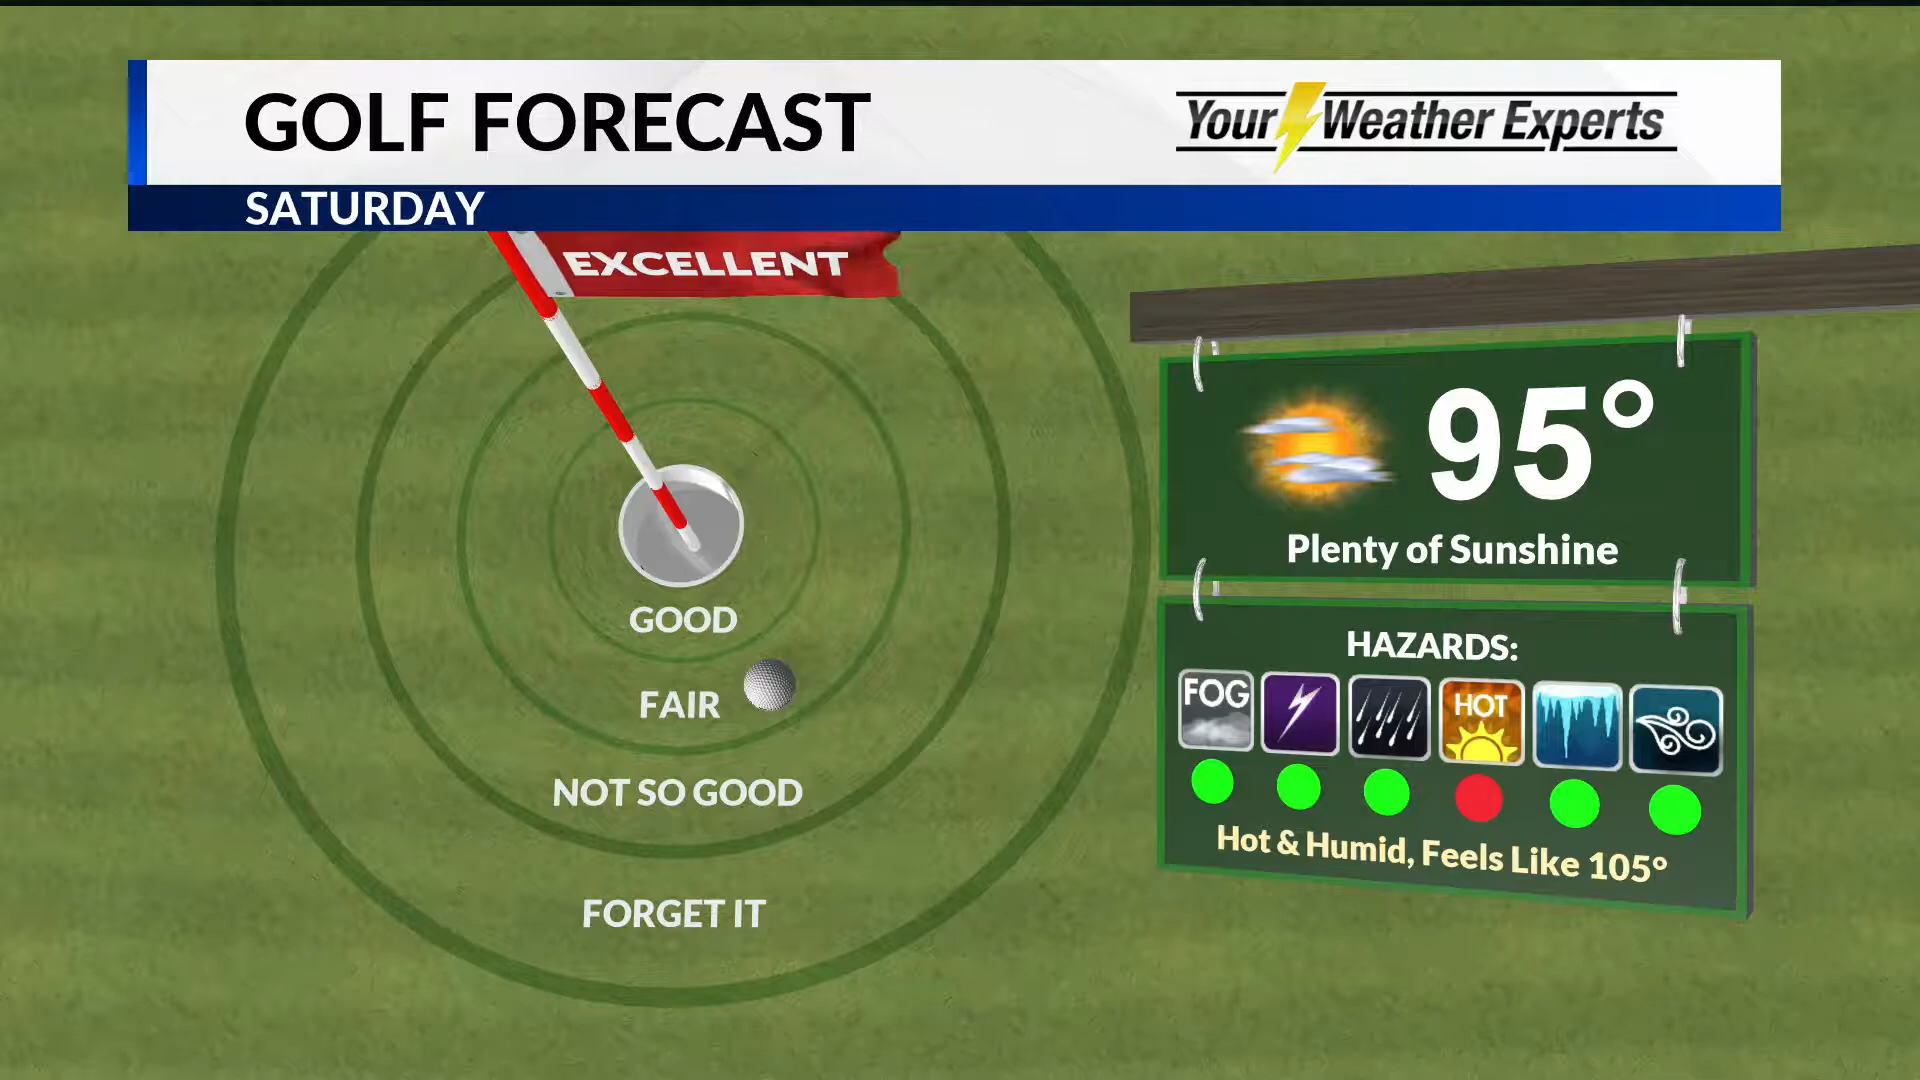 GOLF FORECAST
Your Weather Experts
SATURDAY
EXCELLENT
GOOD
FAIR
NOT SO GOOD
FORGET IT
95°
Plenty of Sunshine
HAZARDS:
FOG
HOT
Hot & Humid, Feels Like 105°